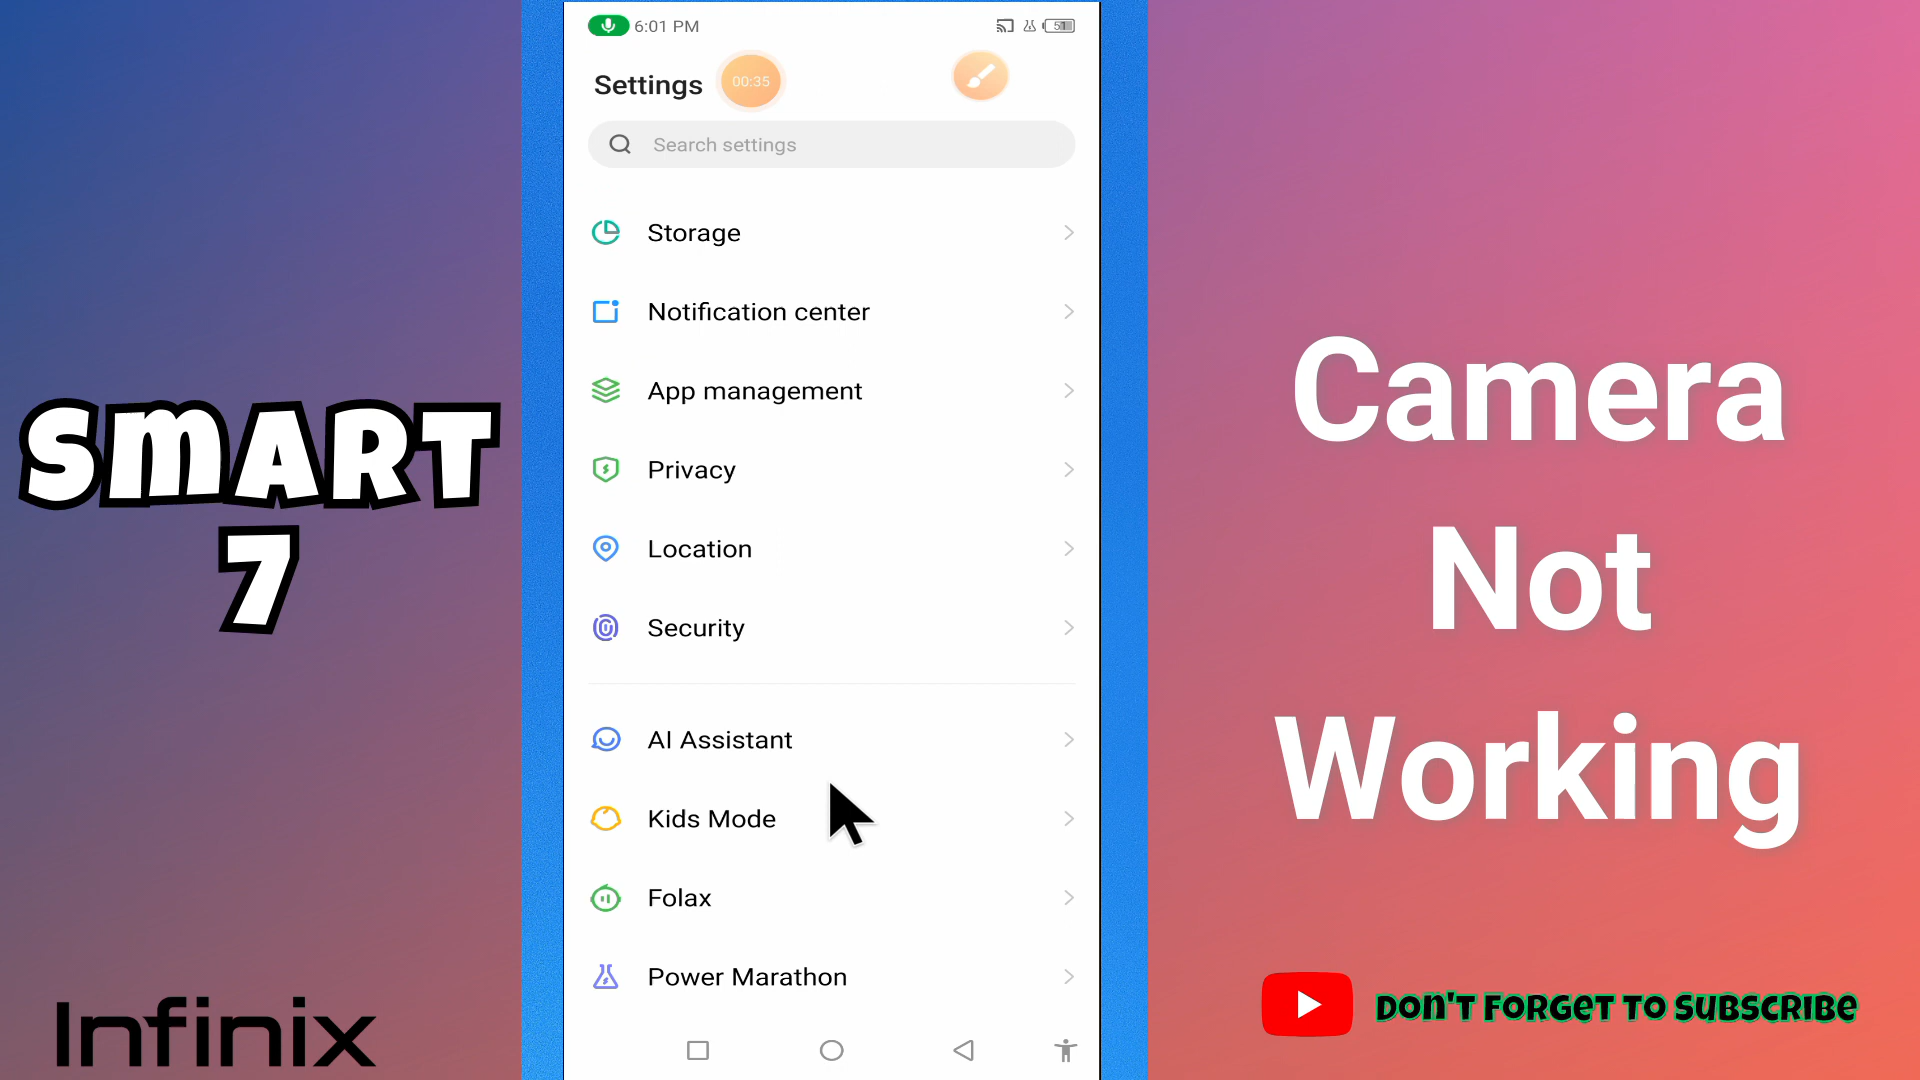 SMART
7
Infinix
6:01 PM
51
Settings
00:35
Search settings
Storage
Notification center
App management
Privacy
Location
Security
AI Assistant
Kids Mode
Folax
Power Marathon
Camera
Not
Working
DON'T FORGET TO SUBSCRIBE